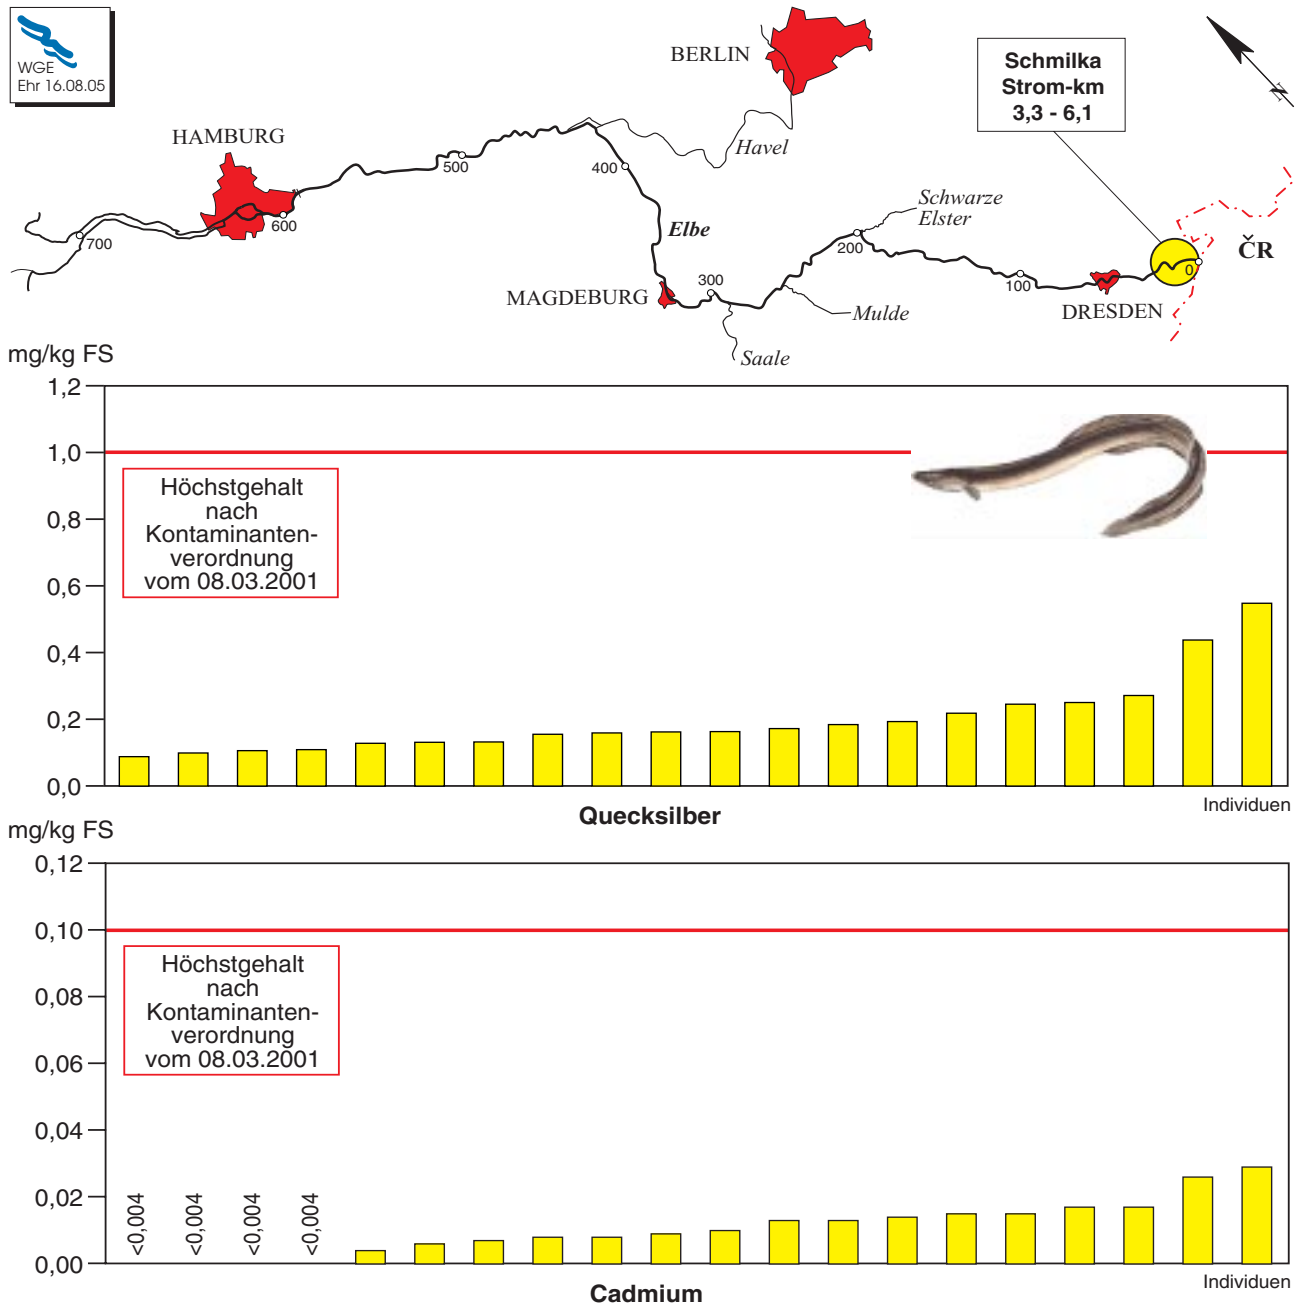 WGE
Ehr 16.08.05
BERLIN
Schmilka
Strom-km
3,3 - 6,1
N
HAMBURG
Havel
500
400
600
700
Elbe
Schwarze
Elster
200
ČR
0
MAGDEBURG
300
100
DRESDEN
Mulde
Saale
mg/kg FS
1,2
1,0
Höchstgehalt
nach
Kontaminanten-
verordnung
vom 08.03.2001
0,8
0,6
0,4
0,2
0,0
Individuen
Quecksilber
mg/kg FS
0,12
0,10
Höchstgehalt
nach
Kontaminanten-
verordnung
vom 08.03.2001
0,08
0,06
0,04
0,02
0,00
<0,004
<0,004
<0,004
<0,004
Individuen
Cadmium